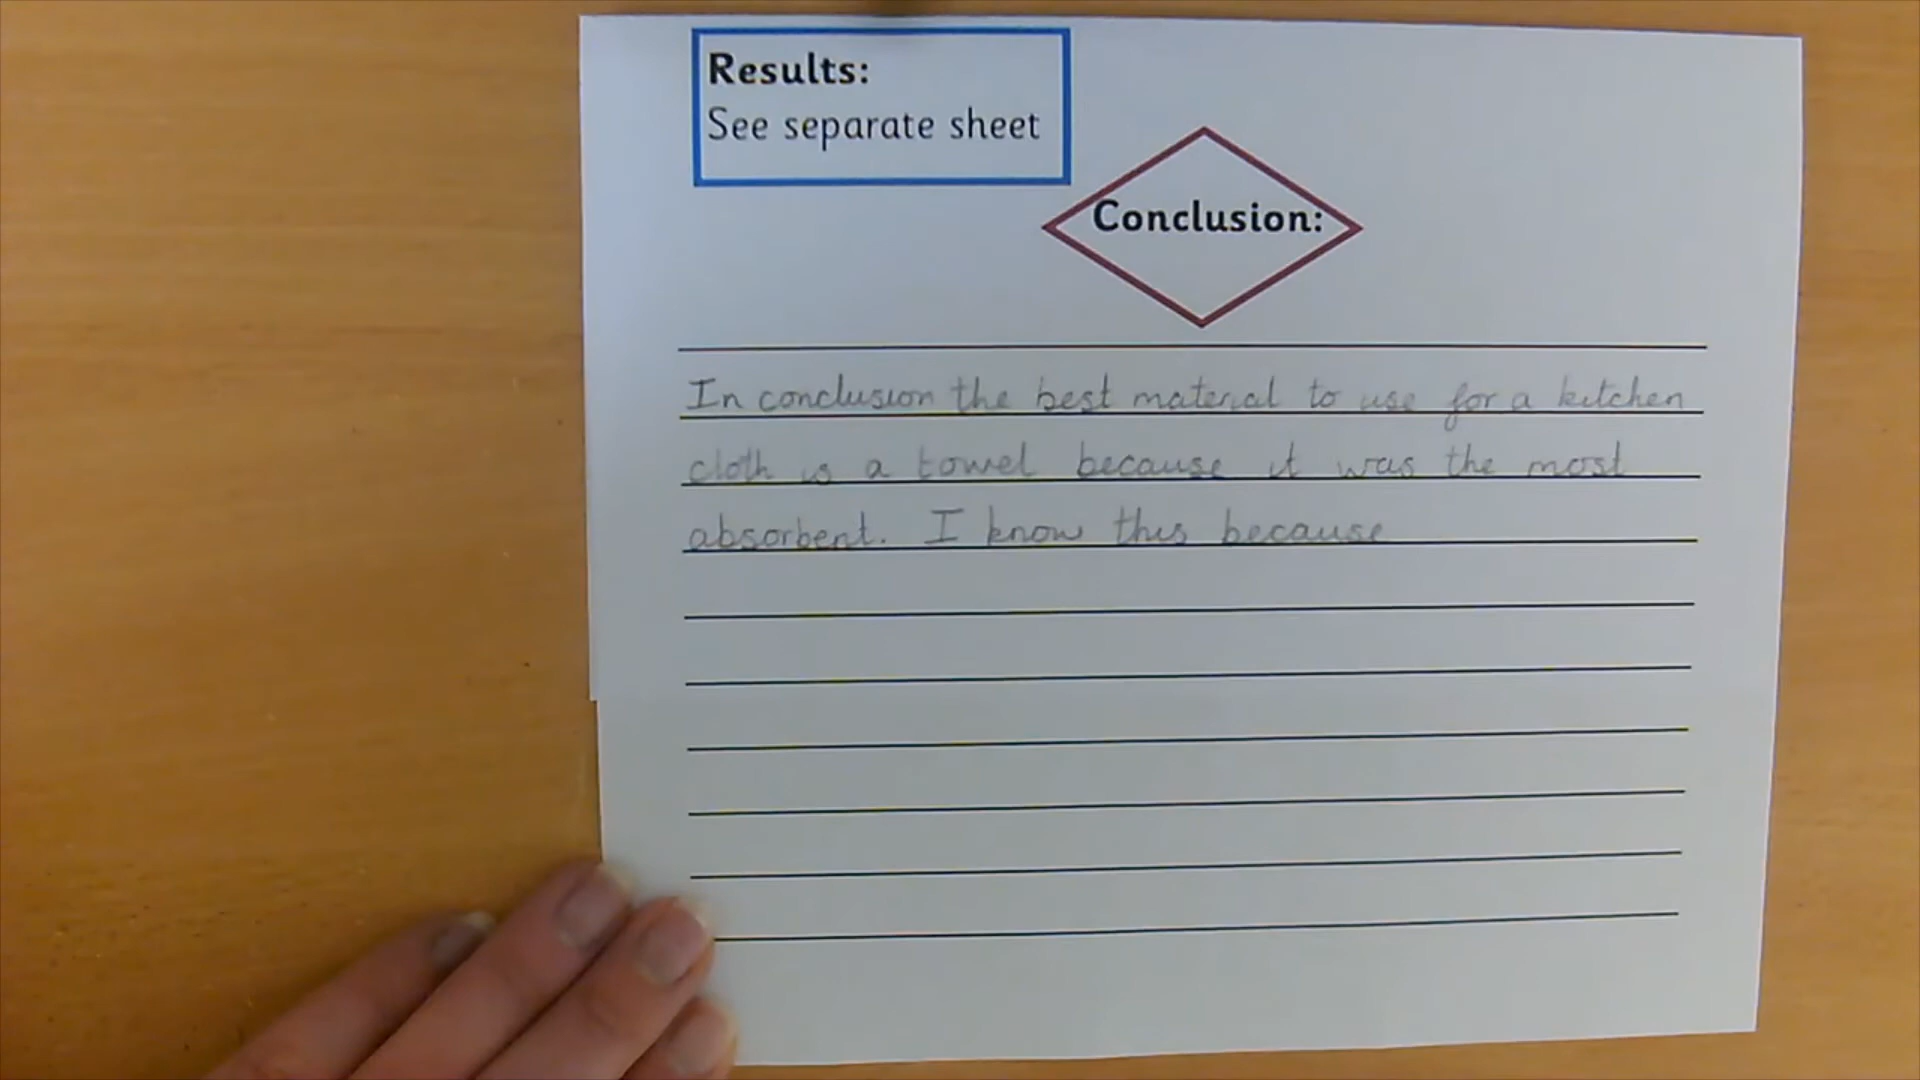 Results:
See separate sheet
Conclusion:
In conclusion the best material to use for a kitchen
cloth is a towel because it was the most
absorbent. I know this because